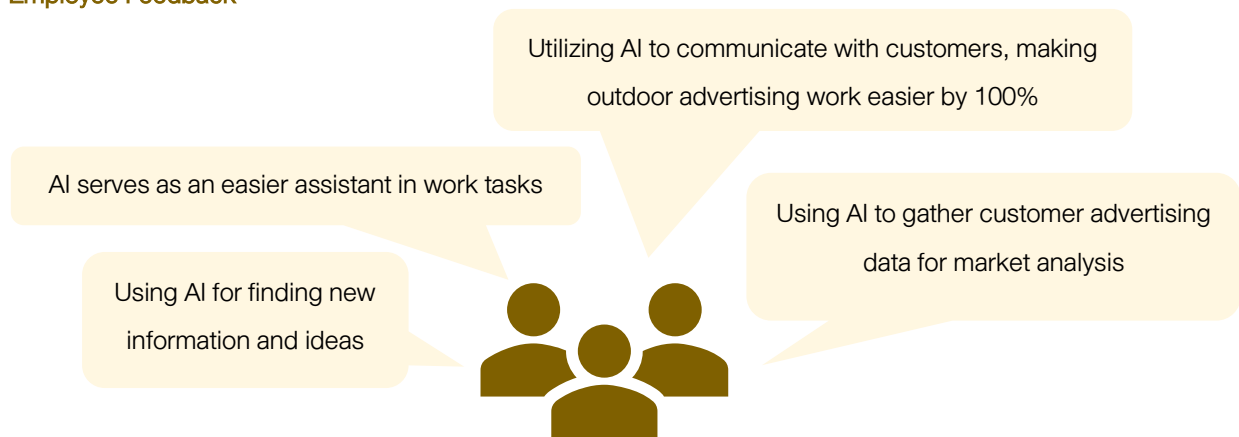 Employee Feedback
Utilizing AI to communicate with customers, making
outdoor advertising work easier by 100%
AI serves as an easier assistant in work tasks
Using AI to gather customer advertising
data for market analysis
Using AI for finding new
information and ideas